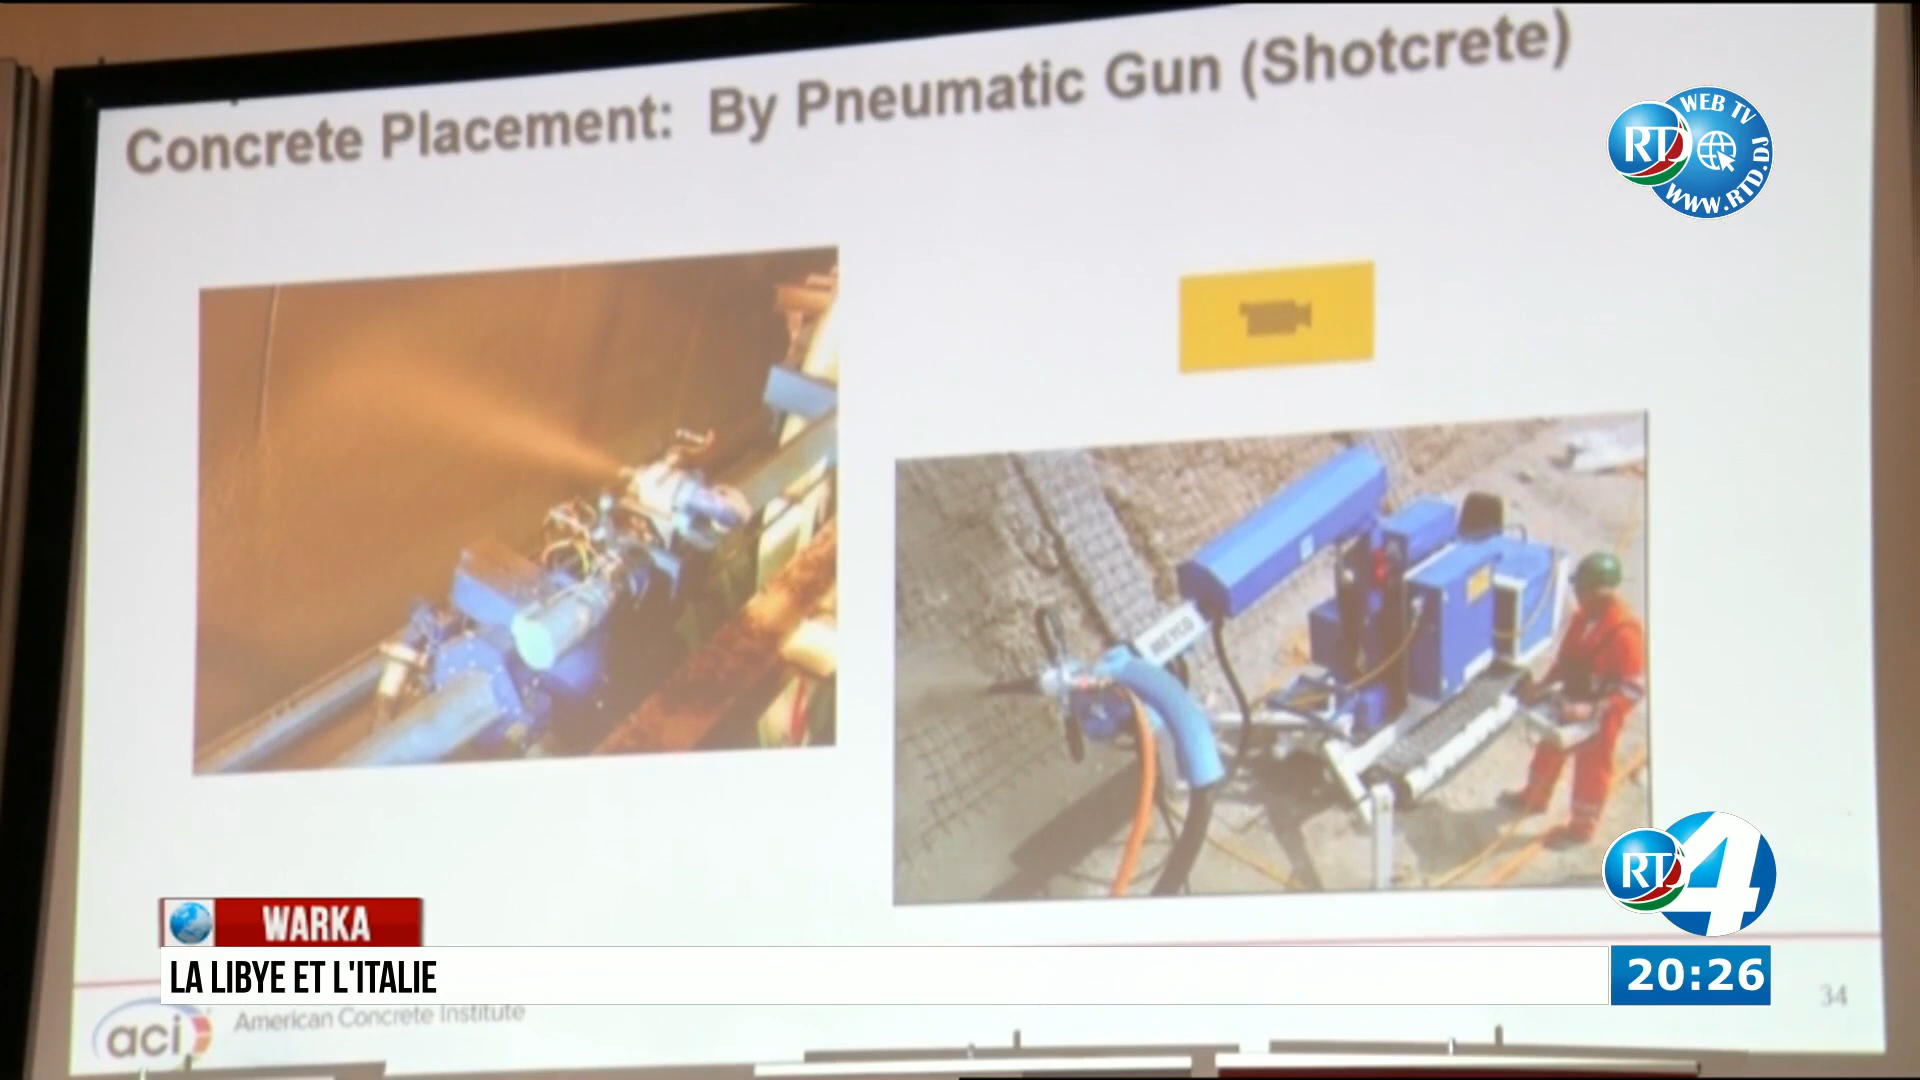 Concrete Placement: By Pneumatic Gun (Shotcrete)
WEB TV
RTD
WWW.RTD.DJ
MEYCO
RTD 4
WARKA
LA LIBYE ET L'ITALIE
20:26
34
aci
American Concrete Institute